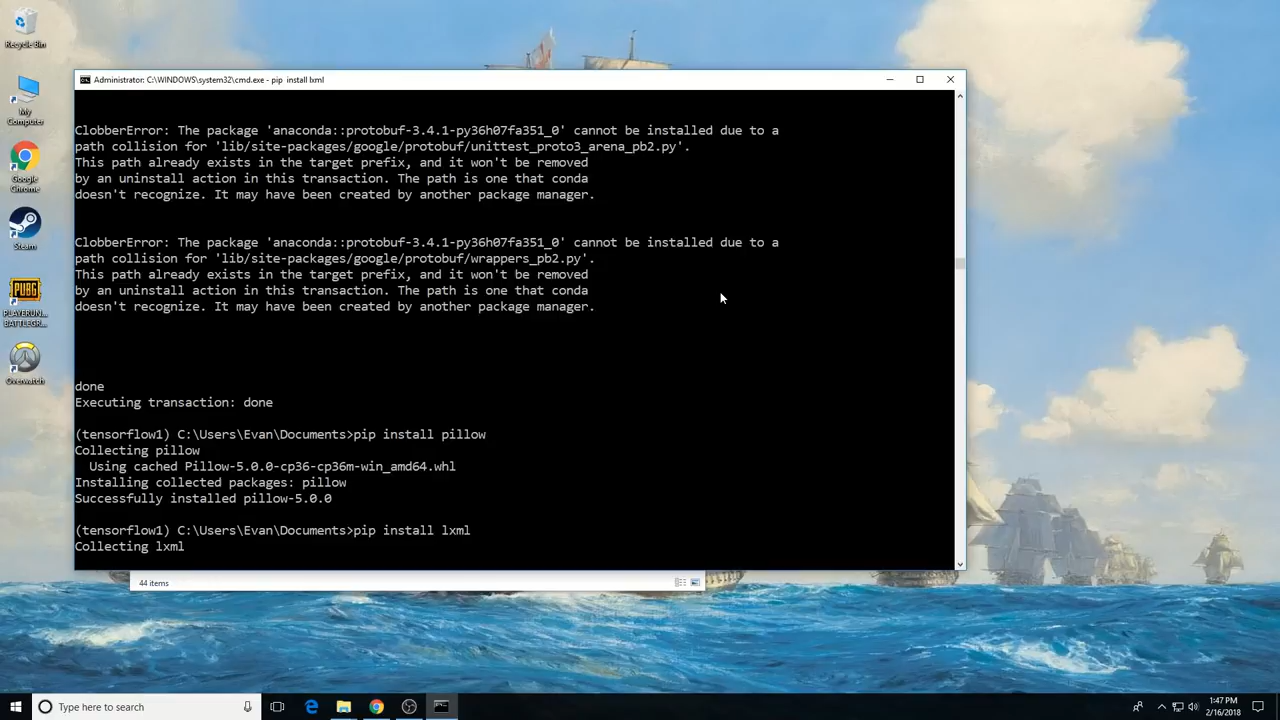 Recycle Bin
My Computer
Google Chrome
Steam
PUBG
PLAYERUN... BATTLEGR...
Overwatch
Administrator: C:\WINDOWS\system32\cmd.exe - pip  install lxml
ClobberError: The package 'anaconda::protobuf-3.4.1-py36h07fa351_0' cannot be installed due to a
path collision for 'lib/site-packages/google/protobuf/unittest_proto3_arena_pb2.py'.
This path already exists in the target prefix, and it won't be removed
by an uninstall action in this transaction. The path is one that conda
doesn't recognize. It may have been created by another package manager.
ClobberError: The package 'anaconda::protobuf-3.4.1-py36h07fa351_0' cannot be installed due to a
path collision for 'lib/site-packages/google/protobuf/wrappers_pb2.py'.
This path already exists in the target prefix, and it won't be removed
by an uninstall action in this transaction. The path is one that conda
doesn't recognize. It may have been created by another package manager.
done
Executing transaction: done
(tensorflow1) C:\Users\Evan\Documents>pip install pillow
Collecting pillow
  Using cached Pillow-5.0.0-cp36-cp36m-win_amd64.whl
Installing collected packages: pillow
Successfully installed pillow-5.0.0
(tensorflow1) C:\Users\Evan\Documents>pip install lxml
Collecting lxml
44 items
Type here to search
1:47 PM
2/16/2018